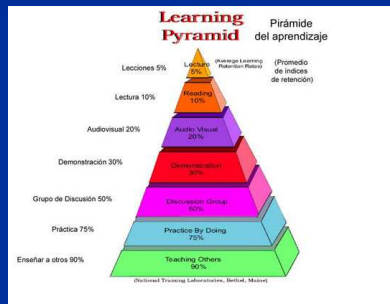 Learning
Pyramid
Pirámide
del aprendizaje
(Average Learning
Retention Rates)
(Promedio
de índices
de retención)
Lecciones 5%
Lecture
5%
Lectura 10%
Reading
10%
Audiovisual 20%
Audio Visual
20%
Demonstración 30%
Demonstration
30%
Grupo de Discusión 50%
Discussion Group
50%
Práctica 75%
Practice By Doing
75%
Enseñar a otros 90%
Teaching Others
90%
(National Training Laboratories, Bethel, Maine)